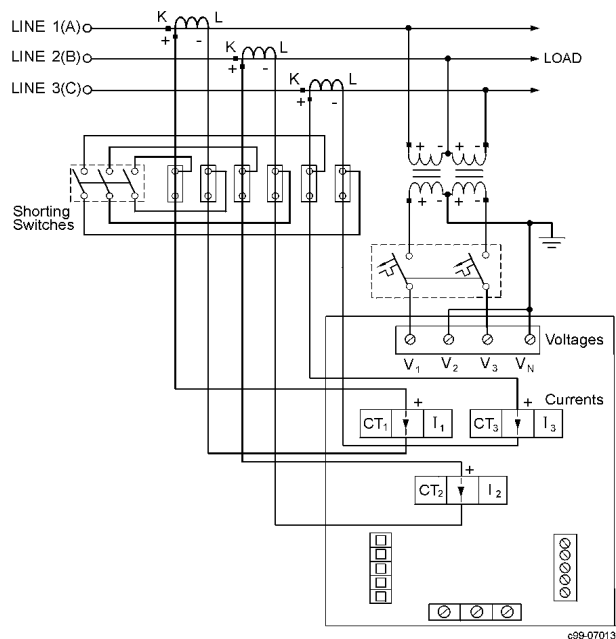 K L
LINE 1(A)
+ -
K L
LINE 2(B)
LOAD
+ -
K L
LINE 3(C)
+ -
+ - + -
+ - + -
Shorting
Switches
Voltages
V1 V2 V3 VN
+ + Currents
CT1 I1 CT3 I3
+
CT2 I2
c99-07013